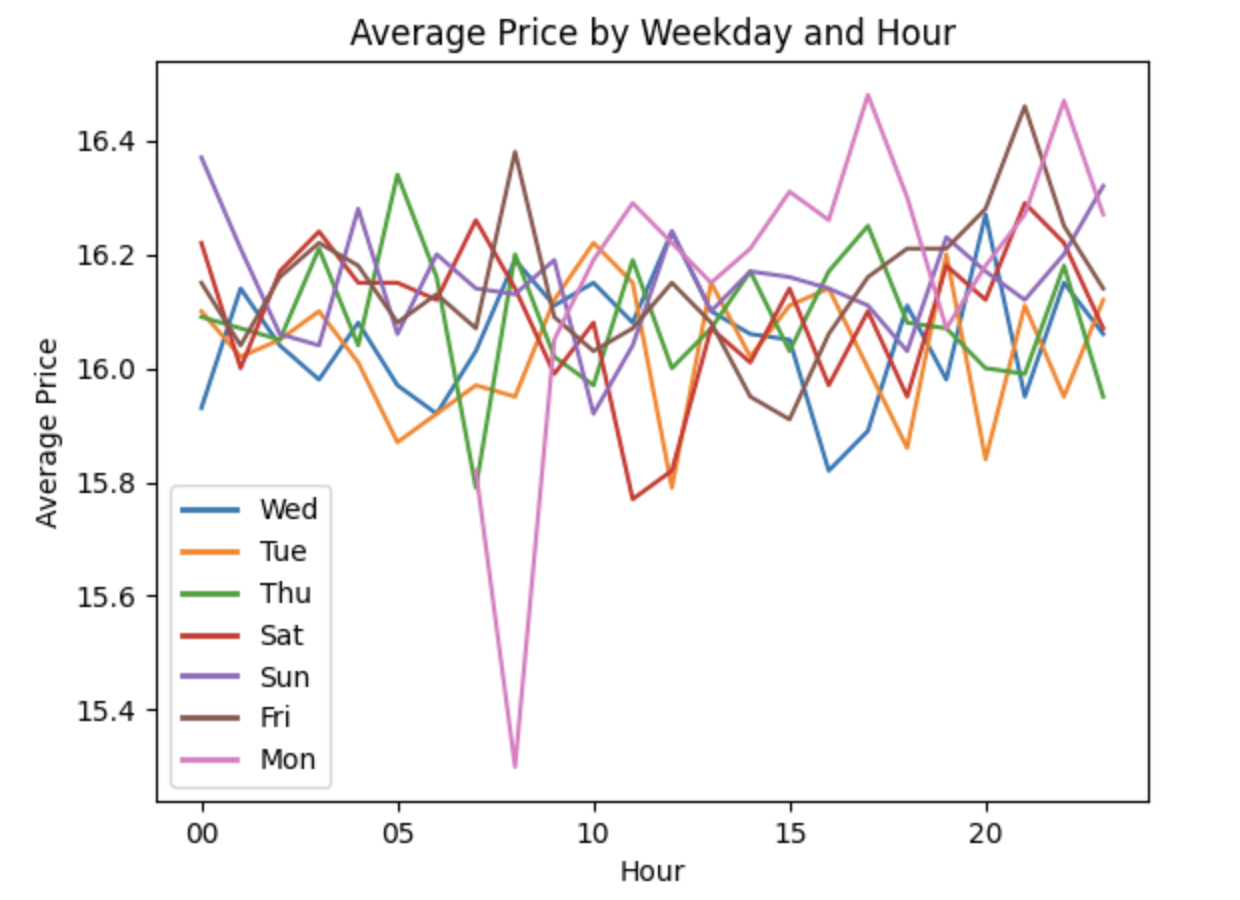 Average Price by Weekday and Hour
Average Price
16.4
16.2
16.0
15.8
15.6
15.4
Wed
Tue
Thu
Sat
Sun
Fri
Mon
00 05 10 15 20
Hour